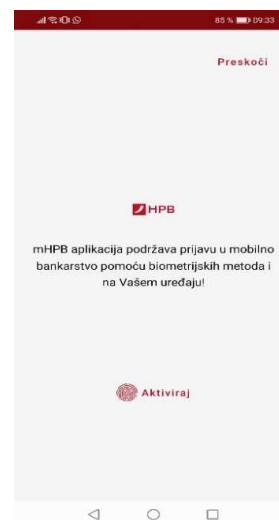 85 % 09:33
Preskoči
HPB
mHPB aplikacija podržava prijavu u mobilno
bankarstvo pomoću biometrijskih metoda i
na Vašem uređaju!
Aktiviraj